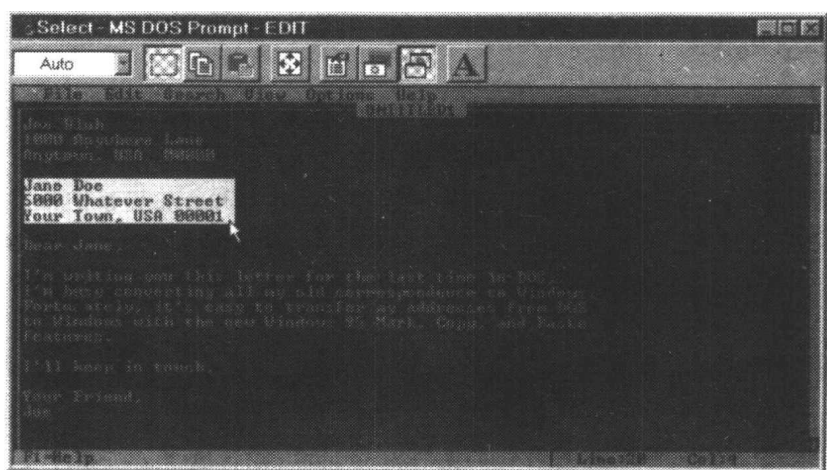 Select - MS DOS Prompt - EDIT
Auto
A
File Edit Search View Options Help
UNTITLED1
Joe Blah
1000 Anywhere Lane
Anytown, USA 00000
Jane Doe
5000 Whatever Street
Your Town, USA 00001
Dear Jane,
I'm writing you this letter for the last time in DOS.
I'm busy converting all my old correspondence to Windows
Fortunately, it's easy to transfer my addresses from DOS
to Windows with the new Windows 95 Mark, Copy, and Paste
features.
I'll keep in touch.
Your Friend,
Joe
F1=Help Line:20 Col:4